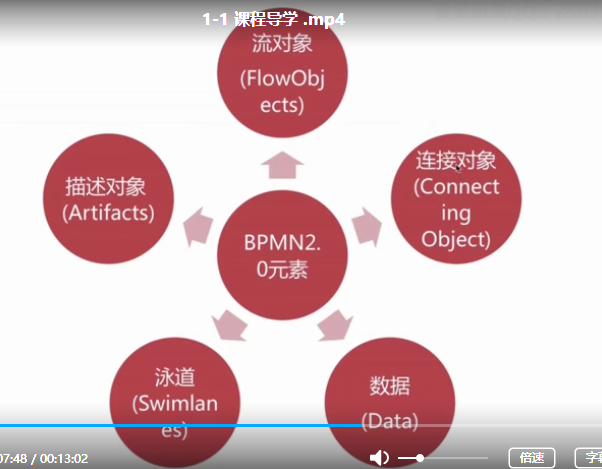 1-1 课程导学 .mp4
流对象
(FlowObj
ects)
描述对象
(Artifacts)
连接对象
(Connect
ing
Object)
BPMN2.
0元素
泳道
(Swimlan
es)
数据
(Data)
07:48 / 00:13:02
倍速